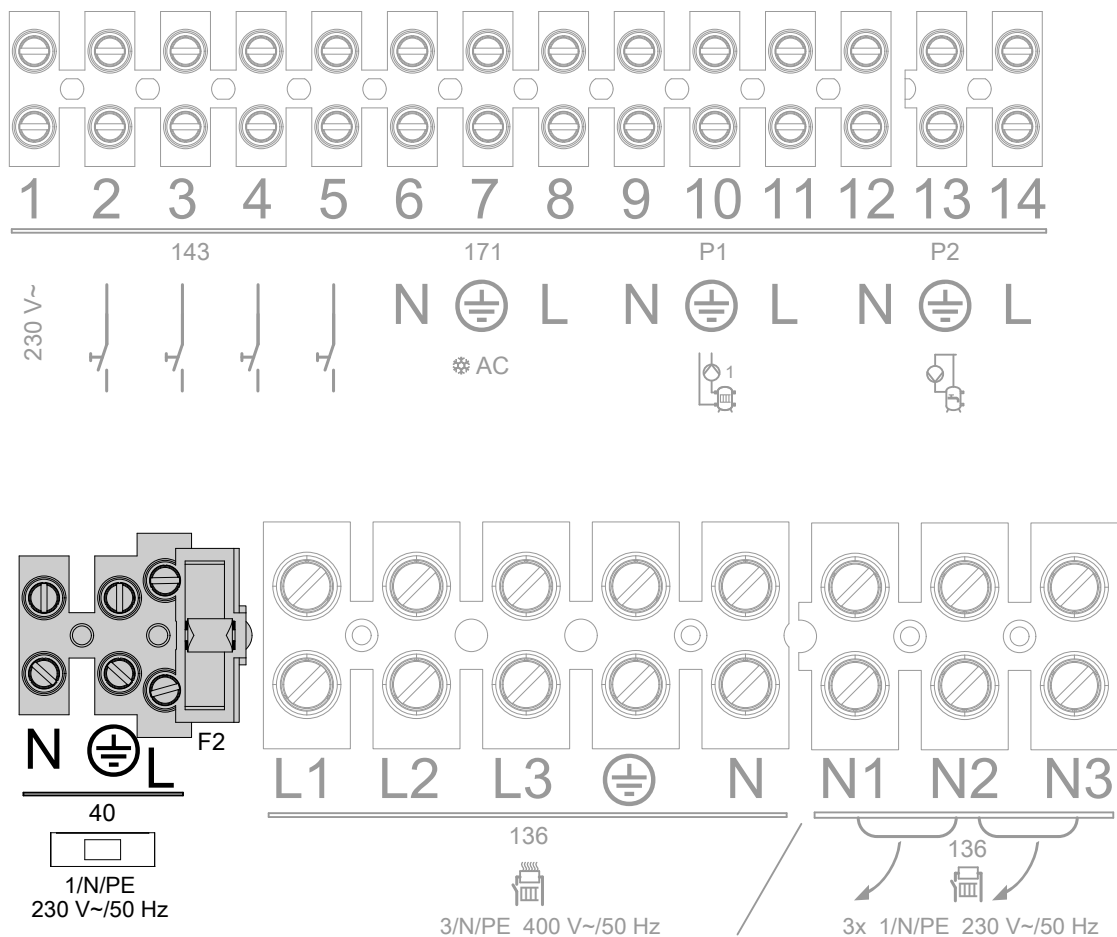 1 2 3 4 5 6 7 8 9 10 11 12 13 14
143 171 P1 P2
230 V~ N L N L N L
AC
1
F2
N L
L1 L2 L3 N N1 N2 N3
40
136
136
1/N/PE
230 V~/50 Hz
3/N/PE 400 V~/50 Hz
3x 1/N/PE 230 V~/50 Hz